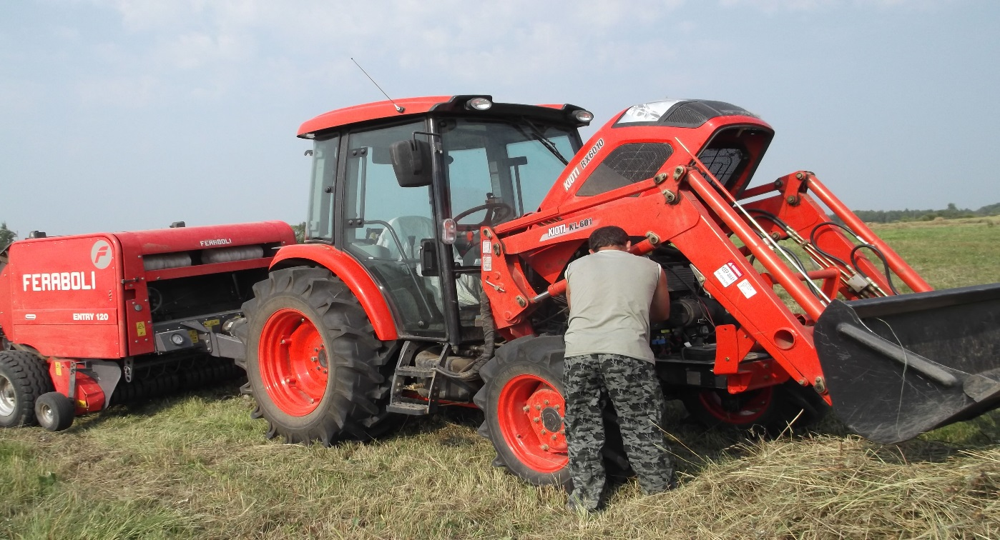 FERABOLI
ENTRY 120
FERABOLI
KIOTI RX6010
KIOTI KL601